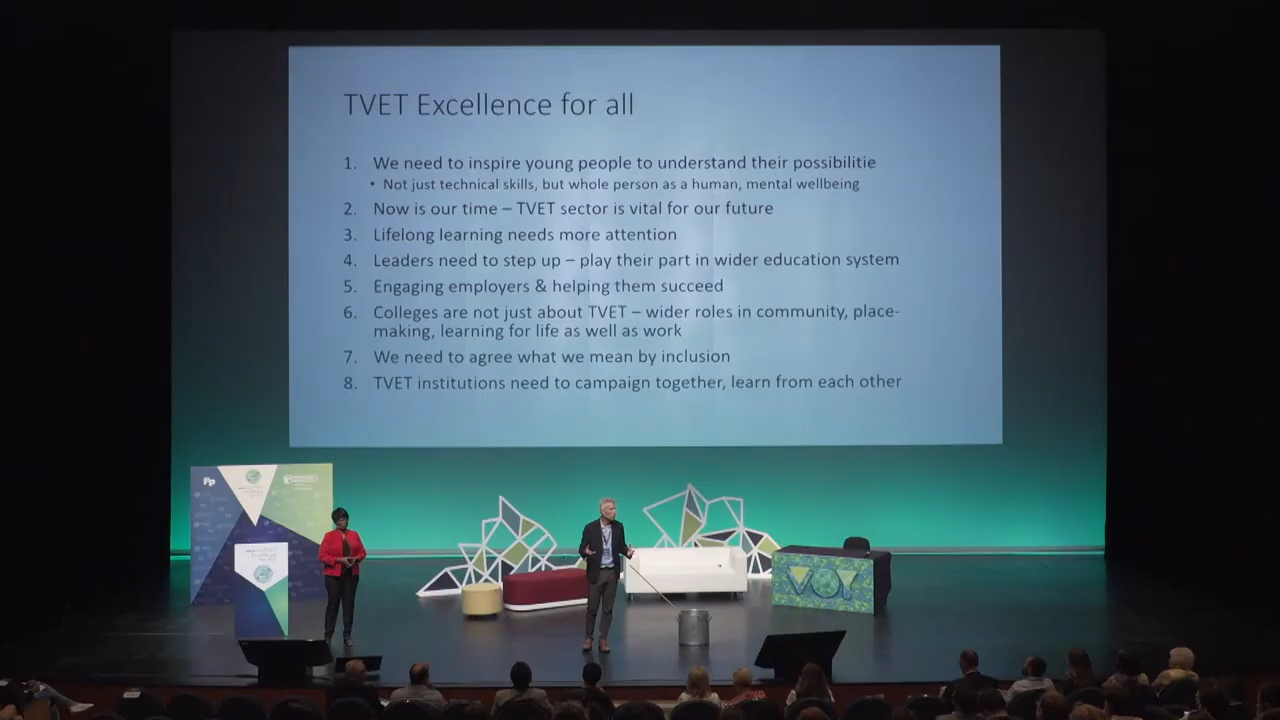 TVET Excellence for all
1. We need to inspire young people to understand their possibilitie
• Not just technical skills, but whole person as a human, mental wellbeing
2. Now is our time – TVET sector is vital for our future
3. Lifelong learning needs more attention
4. Leaders need to step up – play their part in wider education system
5. Engaging employers & helping them succeed
6. Colleges are not just about TVET – wider roles in community, place-
making, learning for life as well as work
7. We need to agree what we mean by inclusion
8. TVET institutions need to campaign together, learn from each other
Fp